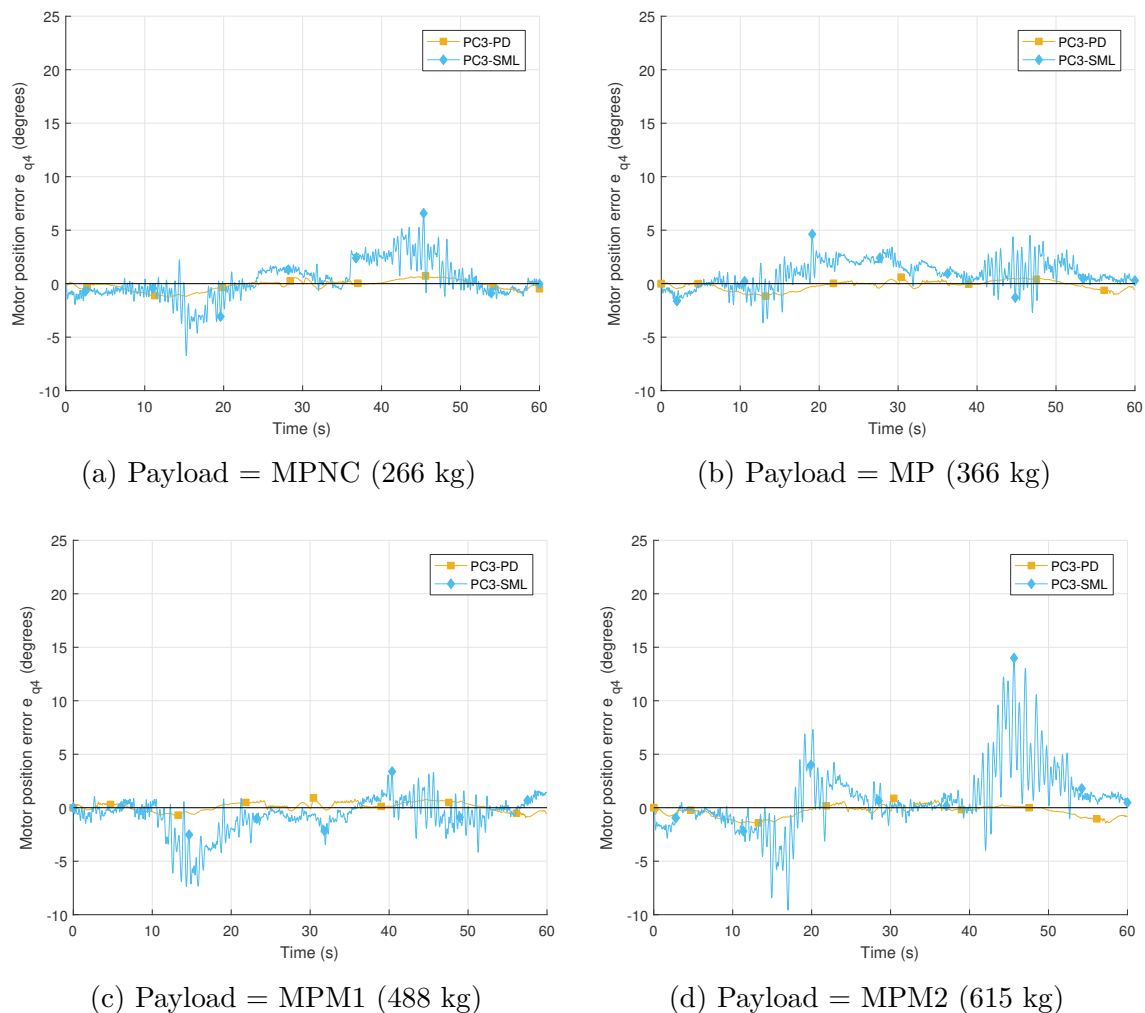 25
20
15
10
5
0
-5
-10
Motor position error e q4 (degrees)
PC3-PD
PC3-SML
0 10 20 30 40 50 60
Time (s)
(a) Payload = MPNC (266 kg)
25
20
15
10
5
0
-5
-10
Motor position error e q4 (degrees)
PC3-PD
PC3-SML
0 10 20 30 40 50 60
Time (s)
(b) Payload = MP (366 kg)
25
20
15
10
5
0
-5
-10
Motor position error e q4 (degrees)
PC3-PD
PC3-SML
0 10 20 30 40 50 60
Time (s)
(c) Payload = MPM1 (488 kg)
25
20
15
10
5
0
-5
-10
Motor position error e q4 (degrees)
PC3-PD
PC3-SML
0 10 20 30 40 50 60
Time (s)
(d) Payload = MPM2 (615 kg)